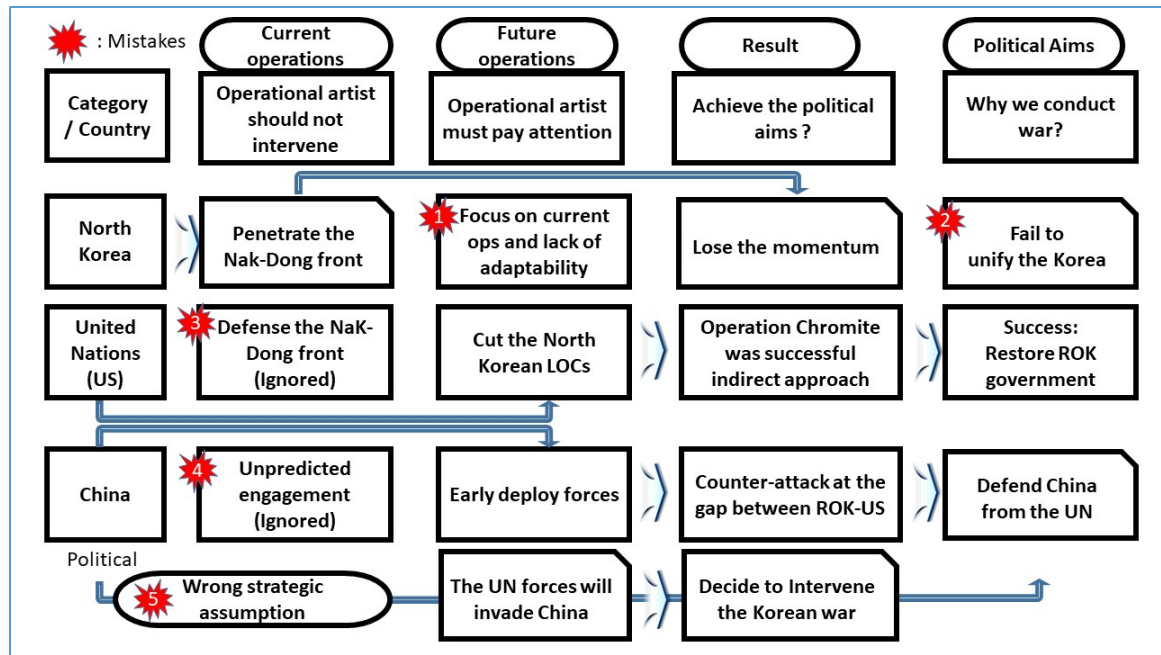 : Mistakes
Current
operations
Future
operations
Result
Political Aims
Category
/ Country
Operational artist
should not
intervene
Operational artist
must pay attention
Achieve the political
aims ?
Why we conduct
war?
North
Korea
Penetrate the
Nak-Dong front
1
Focus on current
ops and lack of
adaptability
Lose the momentum
2
Fail to
unify the Korea
United
Nations
(US)
3
Defense the NaK-
Dong front
(Ignored)
Cut the North
Korean LOCs
Operation Chromite
was successful
indirect approach
Success:
Restore ROK
government
China
4
Unpredicted
engagement
(Ignored)
Early deploy forces
Counter-attack at the
gap between ROK-US
Defend China
from the UN
Political
5
Wrong strategic
assumption
The UN forces will
invade China
Decide to Intervene
the Korean war